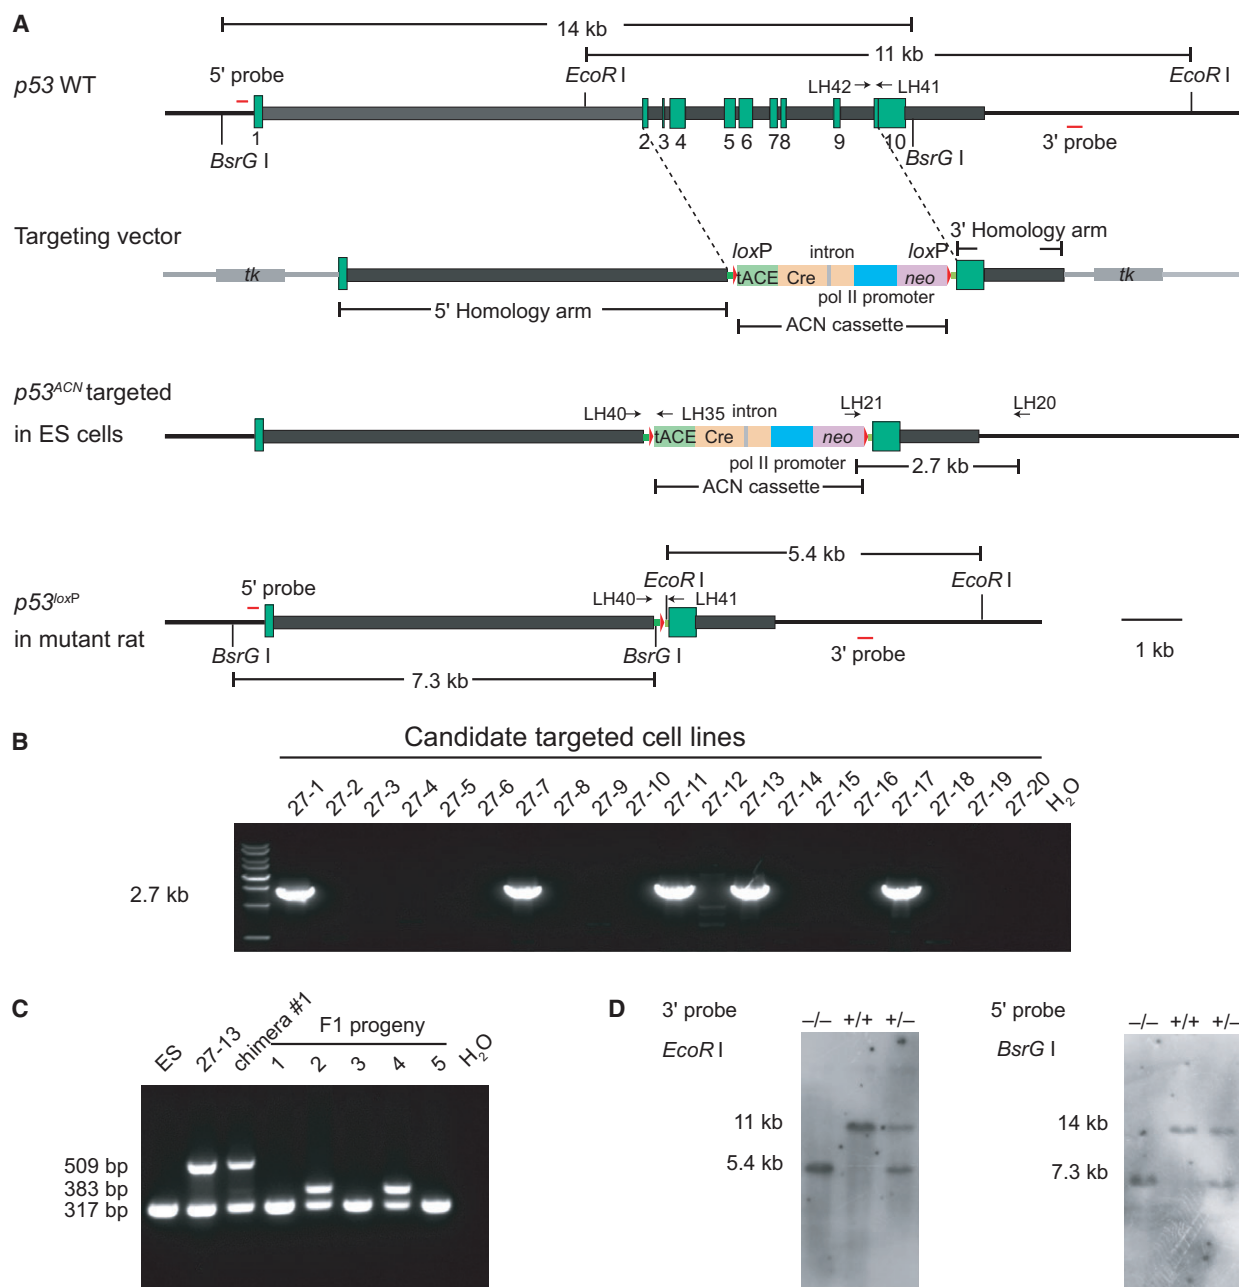 A
14 kb
11 kb
5' probe
EcoR I
EcoR I
p53 WT
LH42
LH41
1
2
3
4
5
6
7
8
9
10
BsrG I
BsrG I
3' probe
Targeting vector
loxP
intron
loxP
3' Homology arm
tk
tACE
Cre
neo
tk
pol II promoter
5' Homology arm
ACN cassette
p53ACN targeted
in ES cells
LH40
LH35
intron
LH21
LH20
tACE
Cre
neo
pol II promoter
2.7 kb
ACN cassette
5.4 kb
p53loxP
in mutant rat
5' probe
EcoR I
EcoR I
LH40
LH41
BsrG I
BsrG I
3' probe
1 kb
7.3 kb
B
Candidate targeted cell lines
27-1 27-2 27-3 27-4 27-5 27-6 27-7 27-8 27-9 27-10 27-11 27-12 27-13 27-14 27-15 27-16 27-17 27-18 27-19 27-20 H2O
2.7 kb
C
ES 27-13 chimera #1 F1 progeny H2O
1 2 3 4 5
509 bp
383 bp
317 bp
D
3' probe
EcoR I
–/– +/+ +/–
11 kb
5.4 kb
5' probe
BsrG I
–/– +/+ +/–
14 kb
7.3 kb